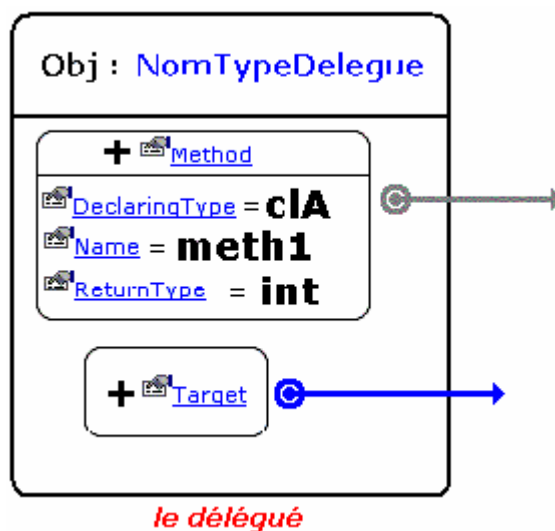 Obj : NomTypeDelegue
+ Method
DeclaringType = clA
Name = meth1
ReturnType = int
+ Target
le délégué